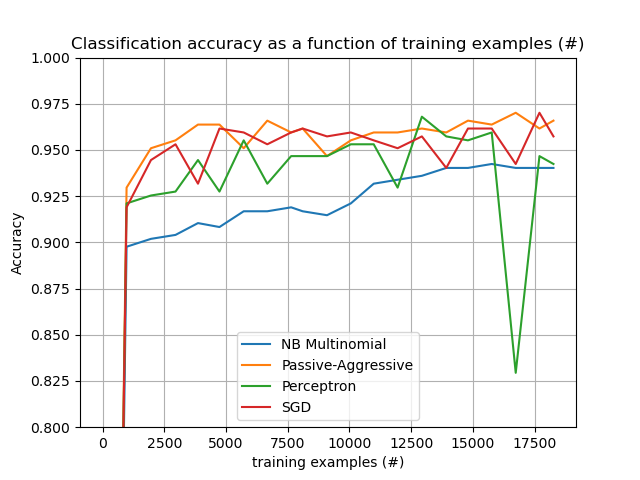 Classification accuracy as a function of training examples (#)
1.000
0.975
0.950
0.925
0.900
0.875
0.850
0.825
0.800
Accuracy
NB Multinomial
Passive-Aggressive
Perceptron
SGD
0 2500 5000 7500 10000 12500 15000 17500
training examples (#)